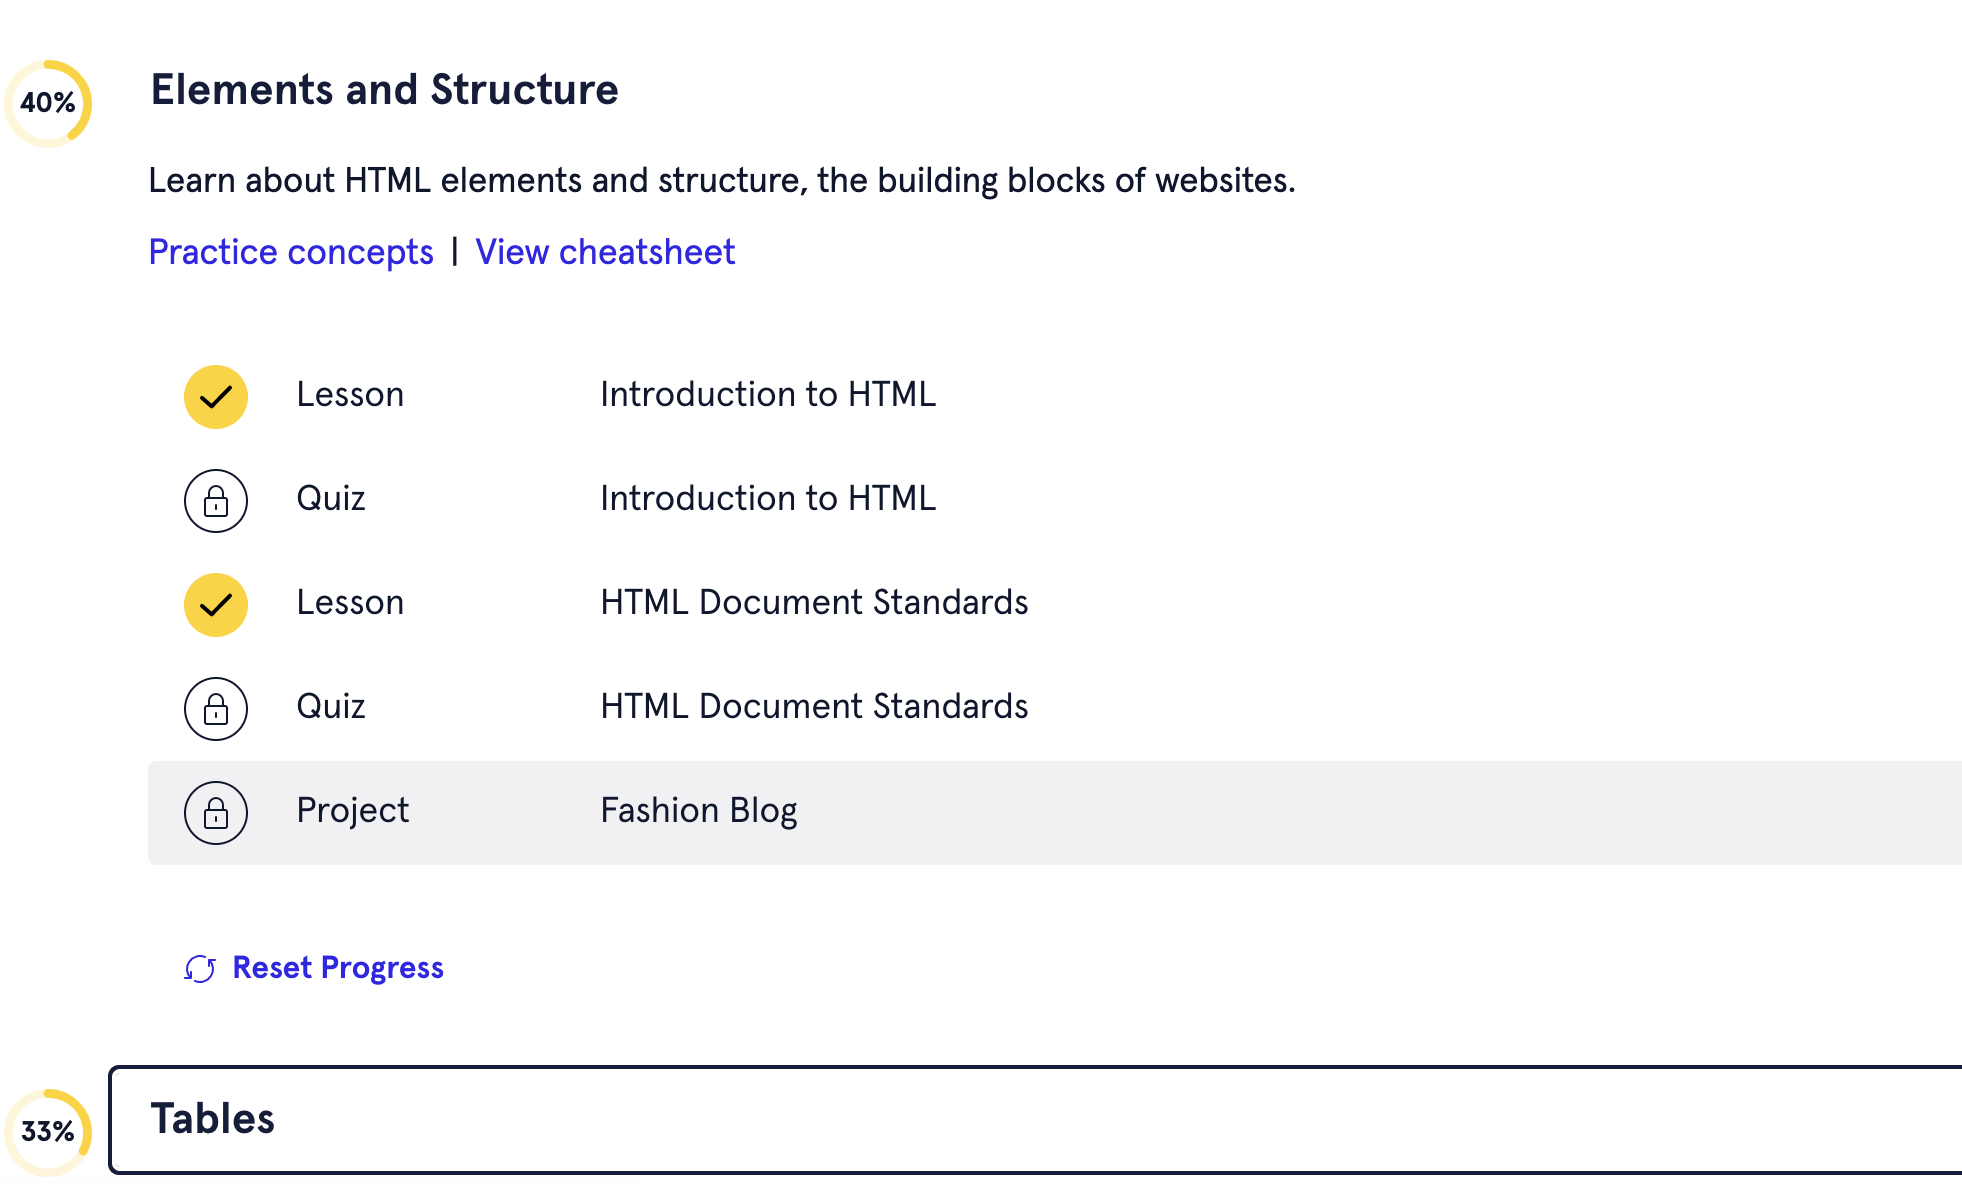 40%
Elements and Structure
Learn about HTML elements and structure, the building blocks of websites.
Practice concepts | View cheatsheet
Lesson Introduction to HTML
Quiz Introduction to HTML
Lesson HTML Document Standards
Quiz HTML Document Standards
Project Fashion Blog
Reset Progress
33%
Tables